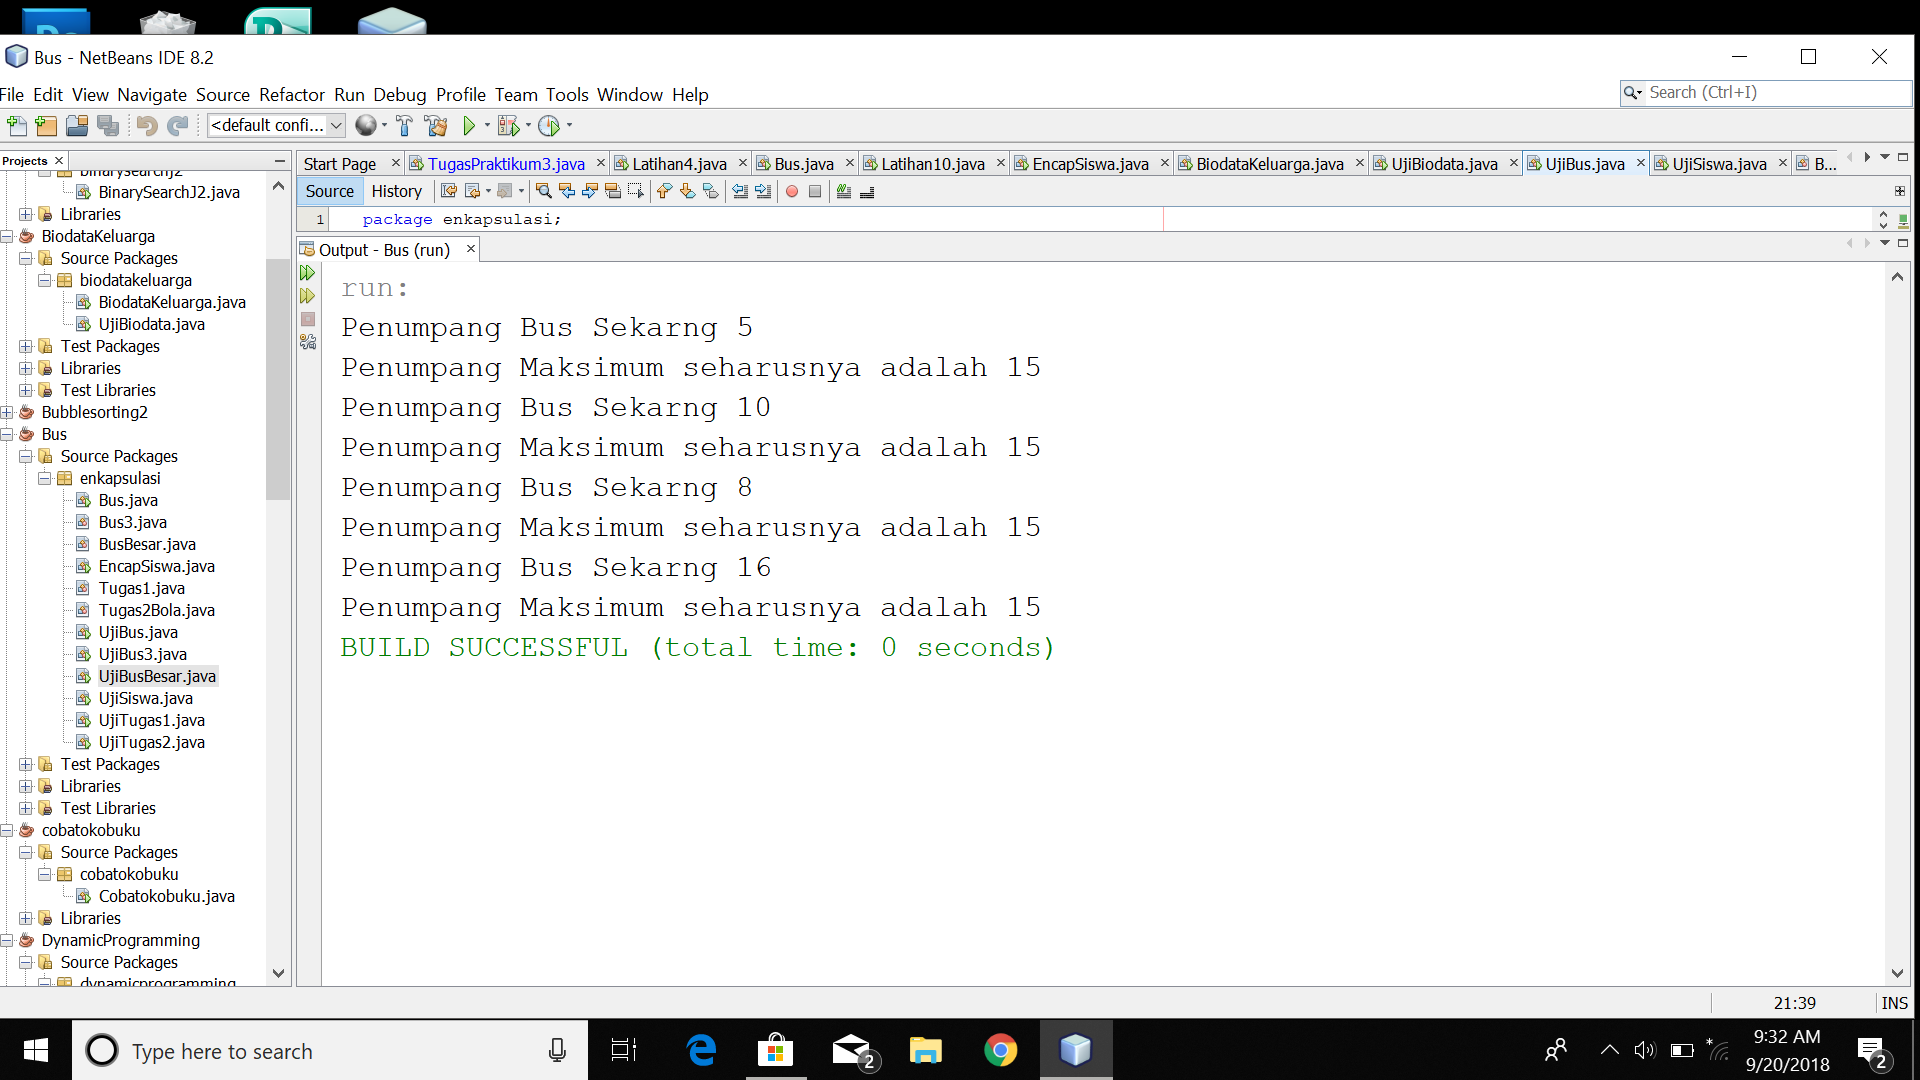 Bus - NetBeans IDE 8.2
File Edit View Navigate Source Refactor Run Debug Profile Team Tools Window Help
Search (Ctrl+I)
<default confi...
Projects
BinarySearchJ2.java
Libraries
BiodataKeluarga
Source Packages
biodatakeluarga
BiodataKeluarga.java
UjiBiodata.java
Test Packages
Libraries
Test Libraries
Bubblesorting2
Bus
Source Packages
enkapsulasi
Bus.java
Bus3.java
BusBesar.java
EncapSiswa.java
Tugas1.java
Tugas2Bola.java
UjiBus.java
UjiBus3.java
UjiBusBesar.java
UjiSiswa.java
UjiTugas1.java
UjiTugas2.java
Test Packages
Libraries
Test Libraries
cobatokobuku
Source Packages
cobatokobuku
Cobatokobuku.java
Libraries
DynamicProgramming
Source Packages
dynamicprogramming
Start Page TugasPraktikum3.java Latihan4.java Bus.java Latihan10.java EncapSiswa.java BiodataKeluarga.java UjiBiodata.java UjiBus.java UjiSiswa.java B...
Source History
1 package enkapsulasi;
Output - Bus (run)
run:
Penumpang Bus Sekarng 5
Penumpang Maksimum seharusnya adalah 15
Penumpang Bus Sekarng 10
Penumpang Maksimum seharusnya adalah 15
Penumpang Bus Sekarng 8
Penumpang Maksimum seharusnya adalah 15
Penumpang Bus Sekarng 16
Penumpang Maksimum seharusnya adalah 15
BUILD SUCCESSFUL (total time: 0 seconds)
21:39 INS
Type here to search
2
9:32 AM
9/20/2018
2